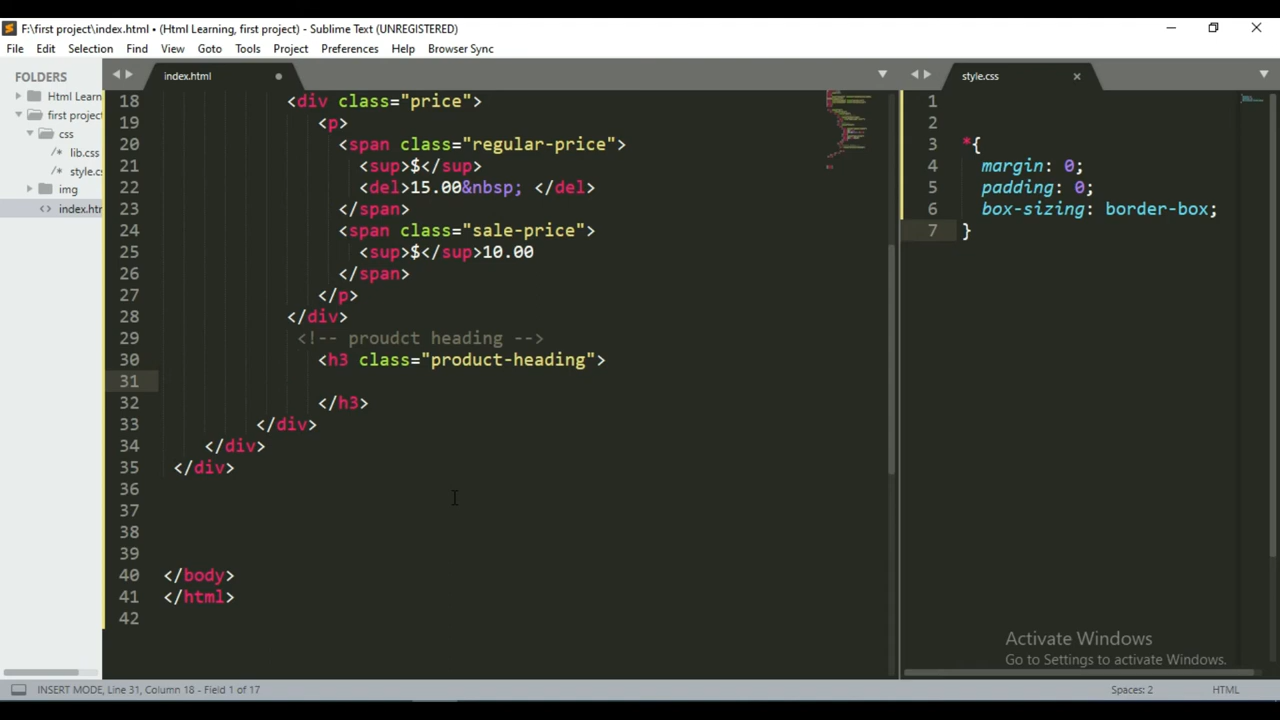 F:\first project\index.html • (Html Learning, first project) - Sublime Text (UNREGISTERED)
File Edit Selection Find View Goto Tools Project Preferences Help Browser Sync
FOLDERS
Html Learn
first project
css
/* lib.css
/* style.cs
img
<> index.htm
index.html
18 <div class="price">
19 <p>
20 <span class="regular-price">
21 <sup>$</sup>
22 <del>15.00&nbsp; </del>
23 </span>
24 <span class="sale-price">
25 <sup>$</sup>10.00
26 </span>
27 </p>
28 </div>
29 <!-- proudct heading -->
30 <h3 class="product-heading">
31
32 </h3>
33 </div>
34 </div>
35 </div>
36
37
38
39
40 </body>
41 </html>
42
style.css
1
2
3 *{
4 margin: 0;
5 padding: 0;
6 box-sizing: border-box;
7 }
Activate Windows
Go to Settings to activate Windows.
INSERT MODE, Line 31, Column 18 - Field 1 of 17 Spaces: 2 HTML